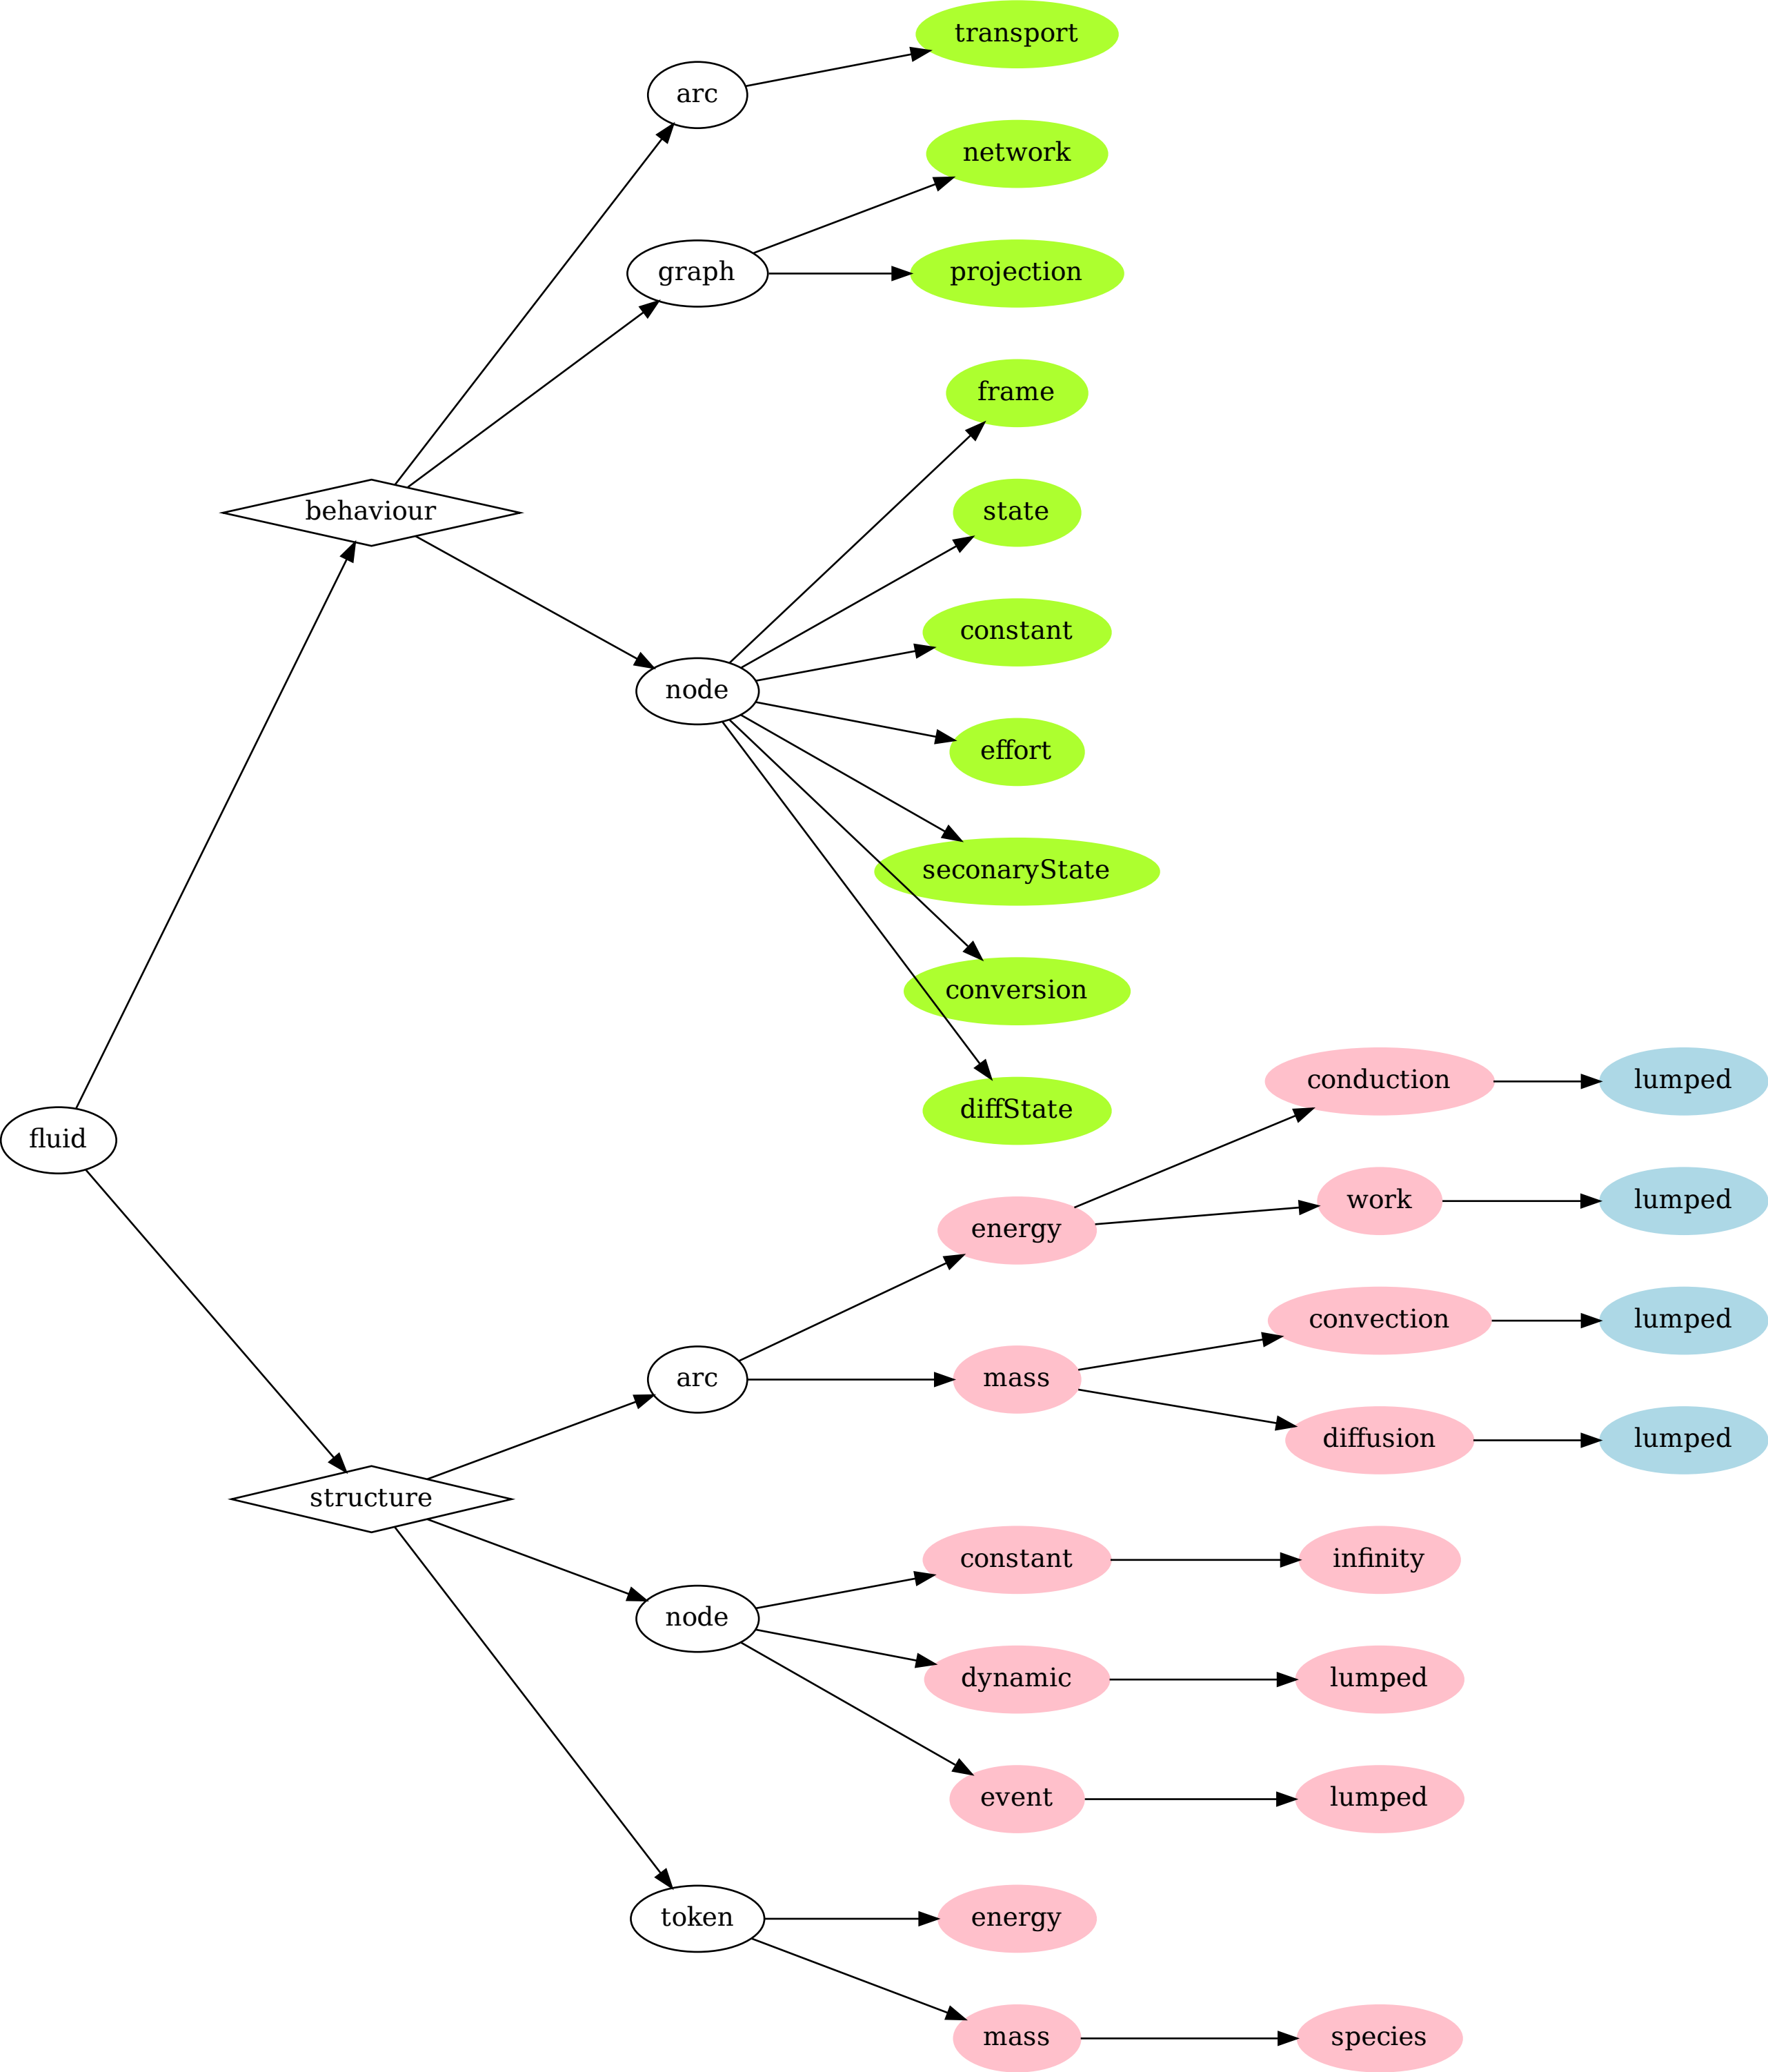 transport
arc
network
graph
projection
frame
state
behaviour
constant
node
effort
seconaryState
conversion
conduction
lumped
diffState
fluid
work
lumped
energy
convection
lumped
arc
mass
diffusion
lumped
structure
constant
infinity
node
dynamic
lumped
event
lumped
token
energy
mass
species